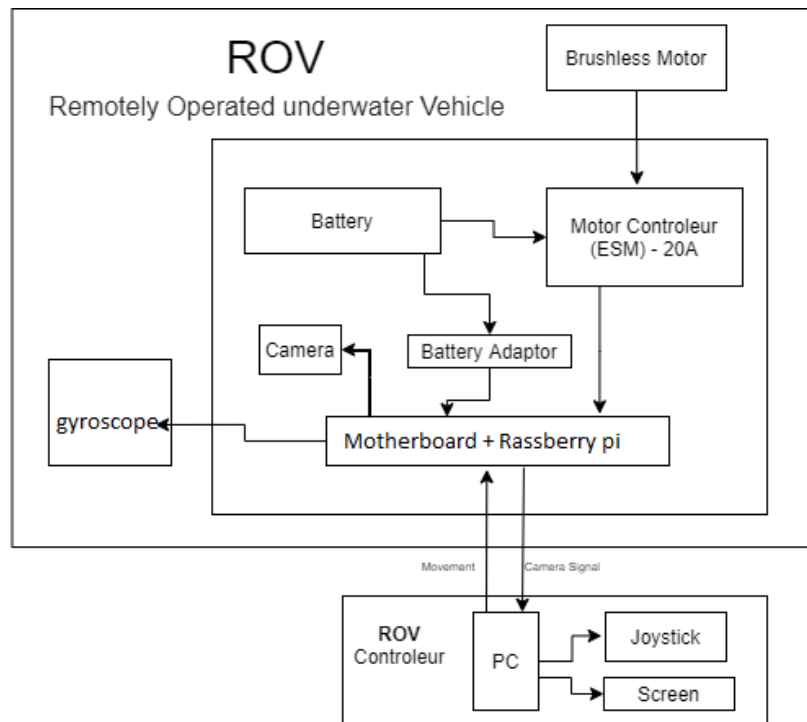 ROV
Remotely Operated underwater Vehicle
Brushless Motor
Battery
Motor Controleur
(ESM) - 20A
Camera
Battery Adaptor
gyroscope
Motherboard + Rassberry pi
Movement
Camera Signal
ROV
Controleur
PC
Joystick
Screen